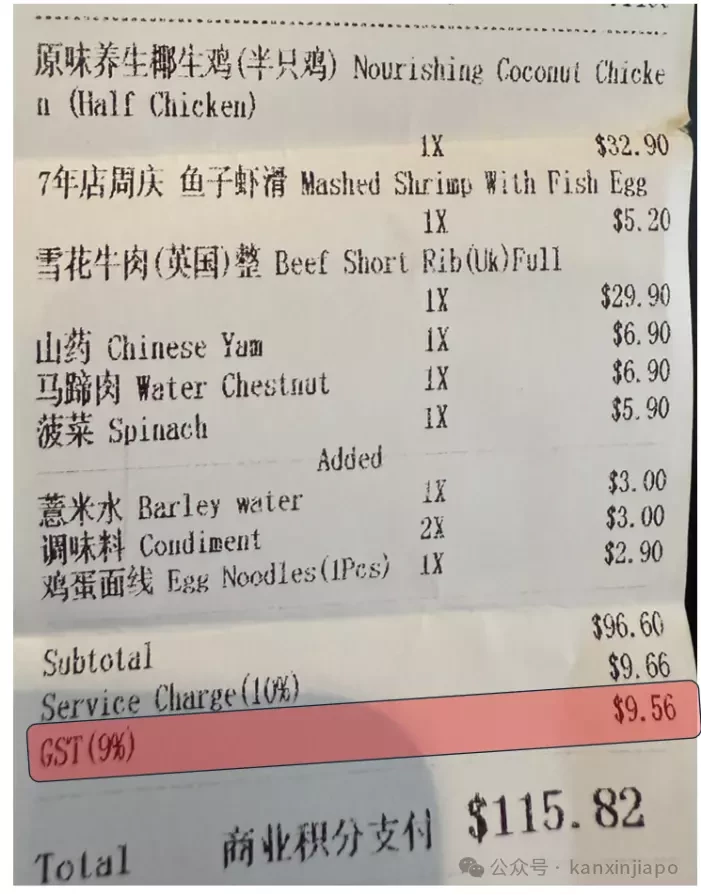 原味养生椰生鸡(半只鸡) Nourishing Coconut Chicke
n (Half Chicken)
1X $32.90
7年店周庆 鱼子虾滑 Mashed Shrimp With Fish Egg
1X $5.20
雪花牛肉(英国)整 Beef Short Rib(Uk)Full
1X $29.90
山药 Chinese Yam 1X $6.90
马蹄肉 Water Chestnut 1X $6.90
菠菜 Spinach 1X $5.90
Added
薏米水 Barley water 1X $3.00
调味料 Condiment 2X $3.00
鸡蛋面线 Egg Noodles(1Pcs) 1X $2.90
Subtotal $96.60
Service Charge(10%) $9.66
GST(9%) $9.56
Total 商业积分支付 $115.82
公众号 · kanxinjiapo